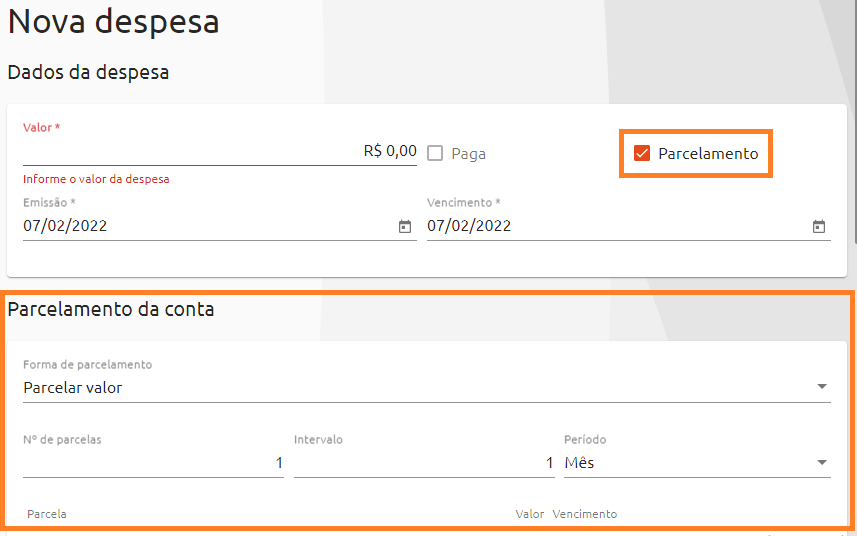 Nova despesa
Dados da despesa
Valor *
R$ 0,00
Paga
Parcelamento
Informe o valor da despesa
Emissão *
Vencimento *
07/02/2022
07/02/2022
Parcelamento da conta
Forma de parcelamento
Parcelar valor
Nº de parcelas
Intervalo
Período
1
1
Mês
Parcela
Valor
Vencimento